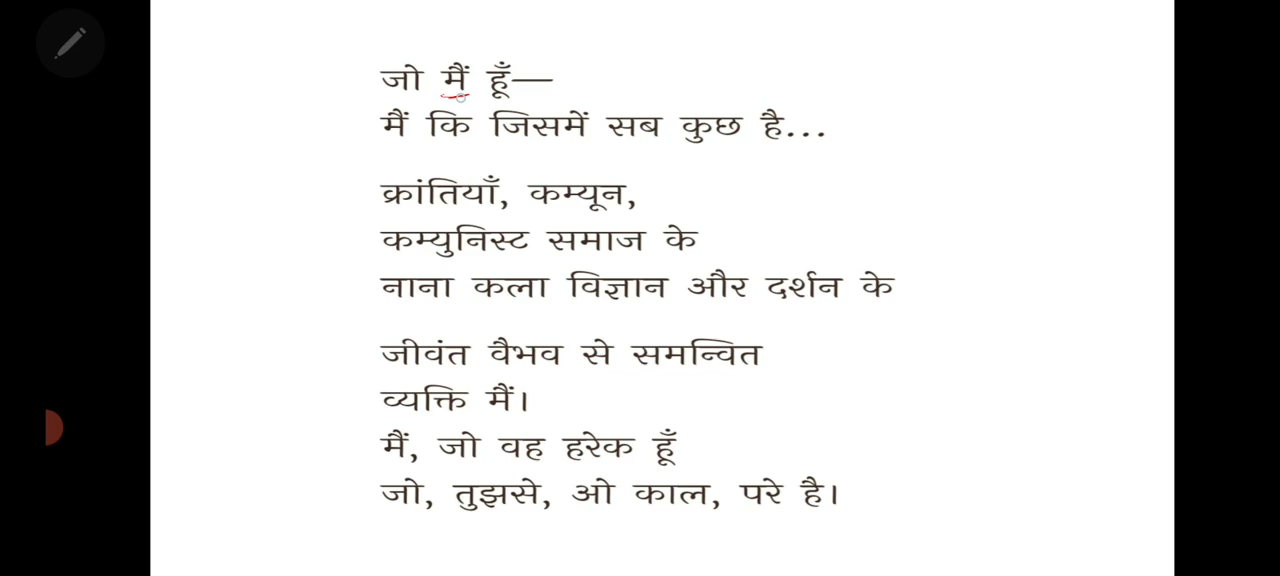 जो मैं हूँ—
मैं कि जिसमें सब कुछ है...
क्रांतियाँ, कम्यून,
कम्युनिस्ट समाज के
नाना कला विज्ञान और दर्शन के
जीवंत वैभव से समन्वित
व्यक्ति मैं।
मैं, जो वह हरेक हूँ
जो, तुझसे, ओ काल, परे है।